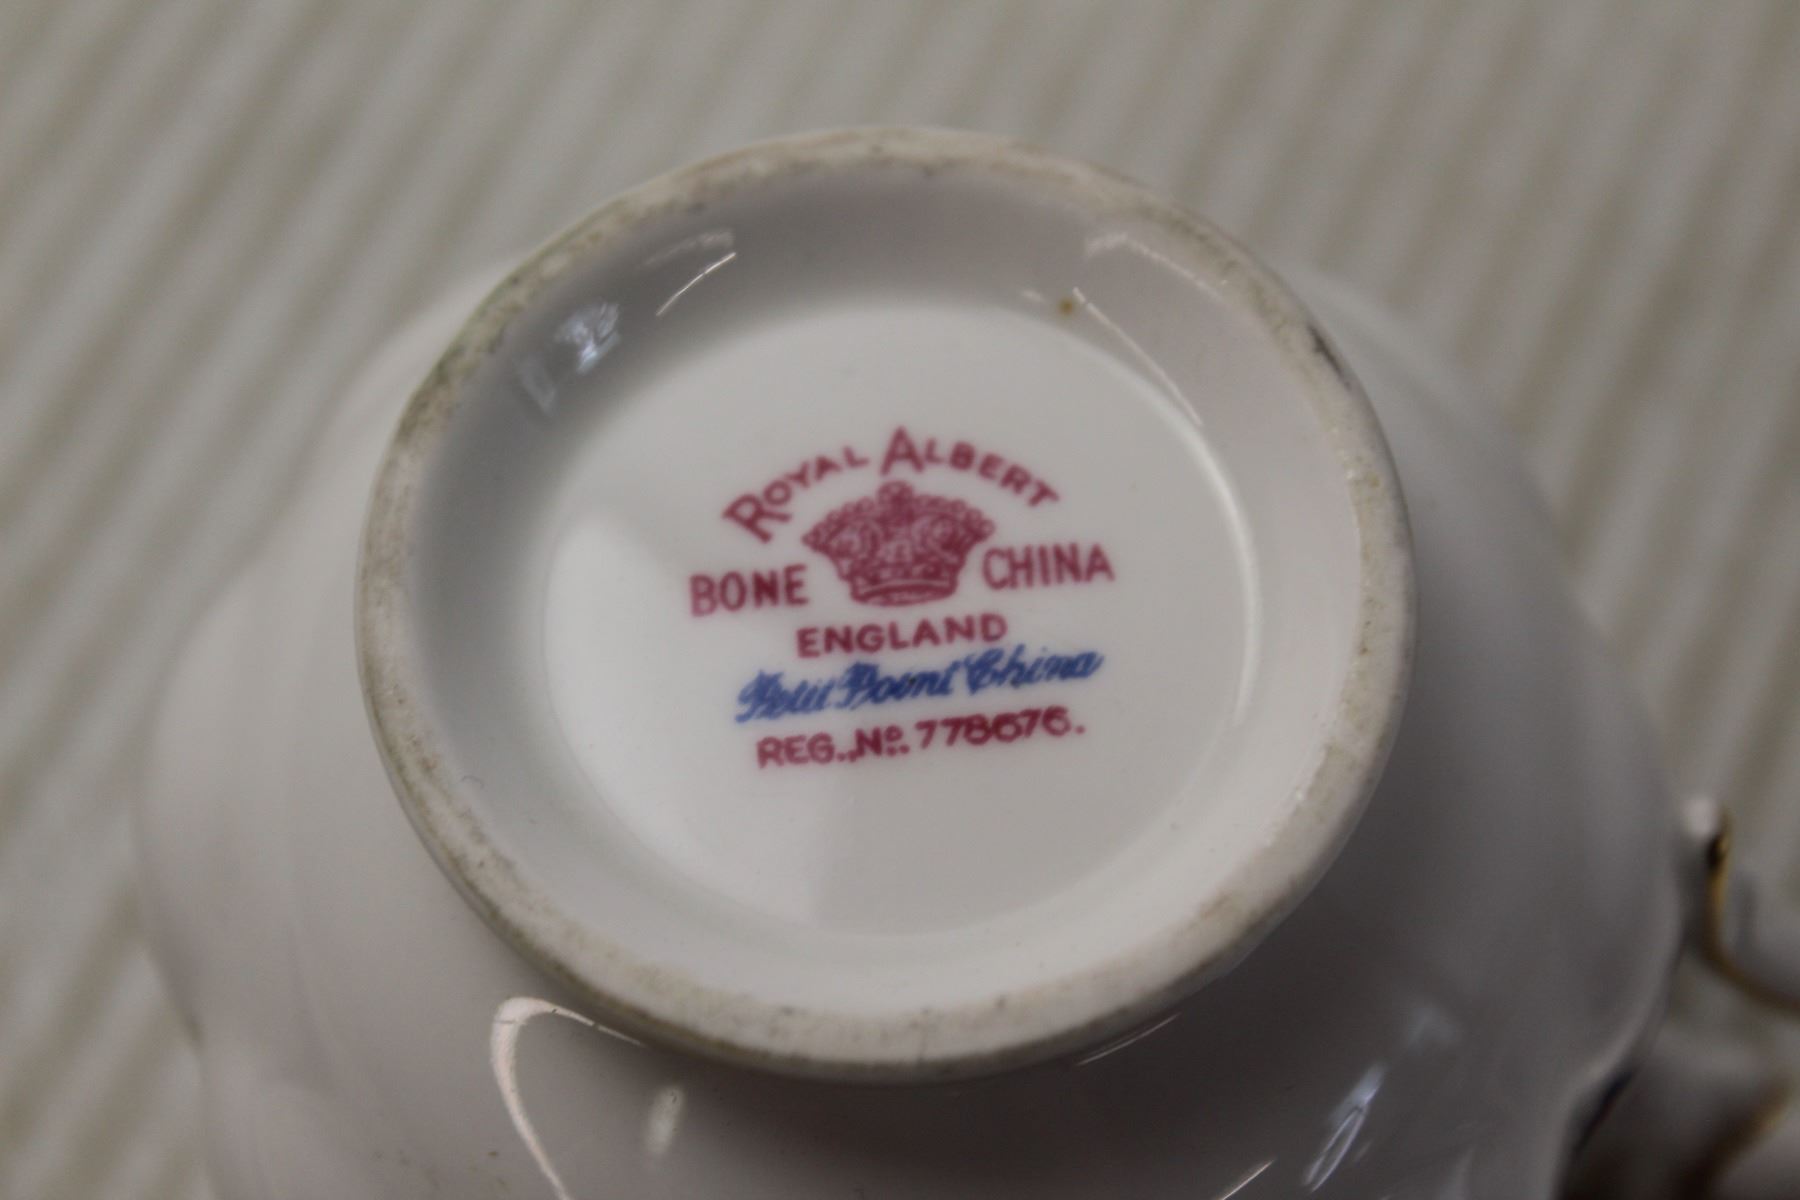 ROYAL ALBERT
BONE CHINA
ENGLAND
Petit Point China
REG., No. 778676.